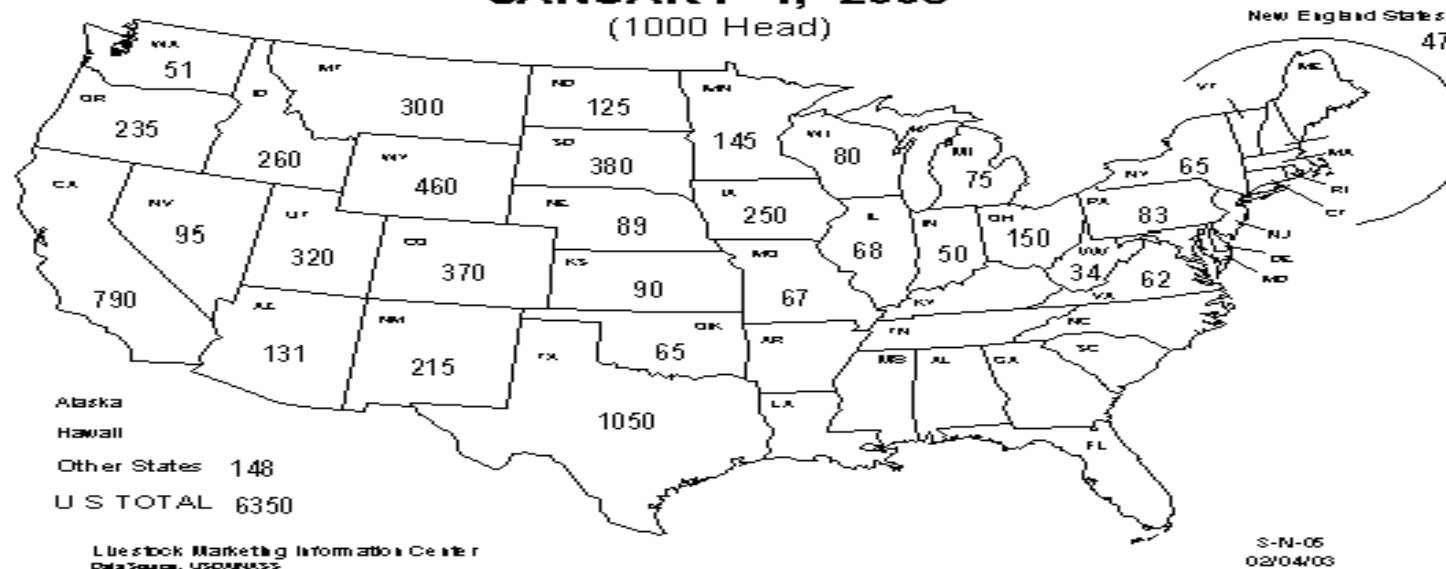 (1000 Head)
New England States
47
WA
51
MT
300
ND
125
MN
145
OR
235
ID
260
WY
460
SD
380
WI
80
MI
75
NY
65
VT
ME
MA
RI
CT
CA
790
NV
95
UT
320
CO
370
NE
89
IA
250
IL
68
IN
50
OH
150
PA
83
NJ
DE
MD
KS
90
MO
67
KY
WV
34
VA
62
AZ
131
NM
215
TX
1050
OK
65
AR
TN
NC
SC
MS
AL
GA
LA
FL
Alaska
Hawaii
Other States 148
U S TOTAL 6350
Livestock Marketing Information Center
Data Source, USDA/NASS
S-N-05
02/04/03